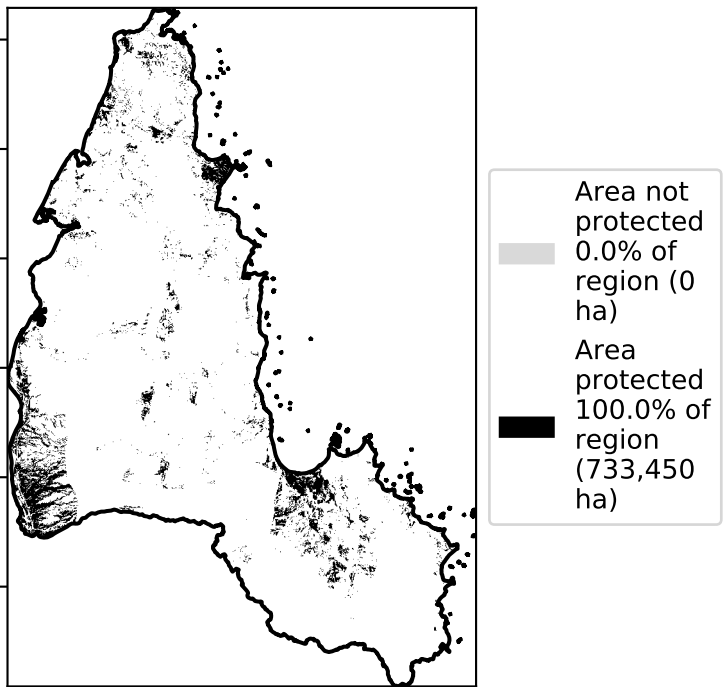 Area not
protected
0.0% of
region (0
ha)
Area
protected
100.0% of
region
(733,450
ha)